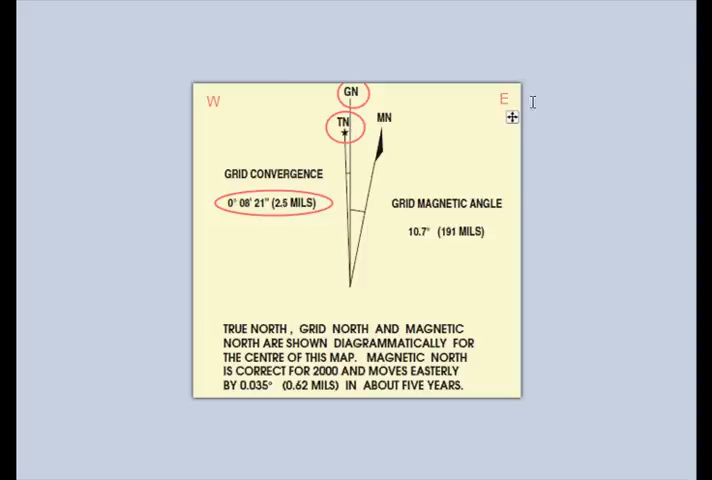 W
E
GN
TN
MN
GRID CONVERGENCE
0° 08' 21" (2.5 MILS)
GRID MAGNETIC ANGLE
10.7° (191 MILS)
TRUE NORTH , GRID NORTH AND MAGNETIC
NORTH ARE SHOWN DIAGRAMMATICALLY FOR
THE CENTRE OF THIS MAP. MAGNETIC NORTH
IS CORRECT FOR 2000 AND MOVES EASTERLY
BY 0.035° (0.62 MILS) IN ABOUT FIVE YEARS.